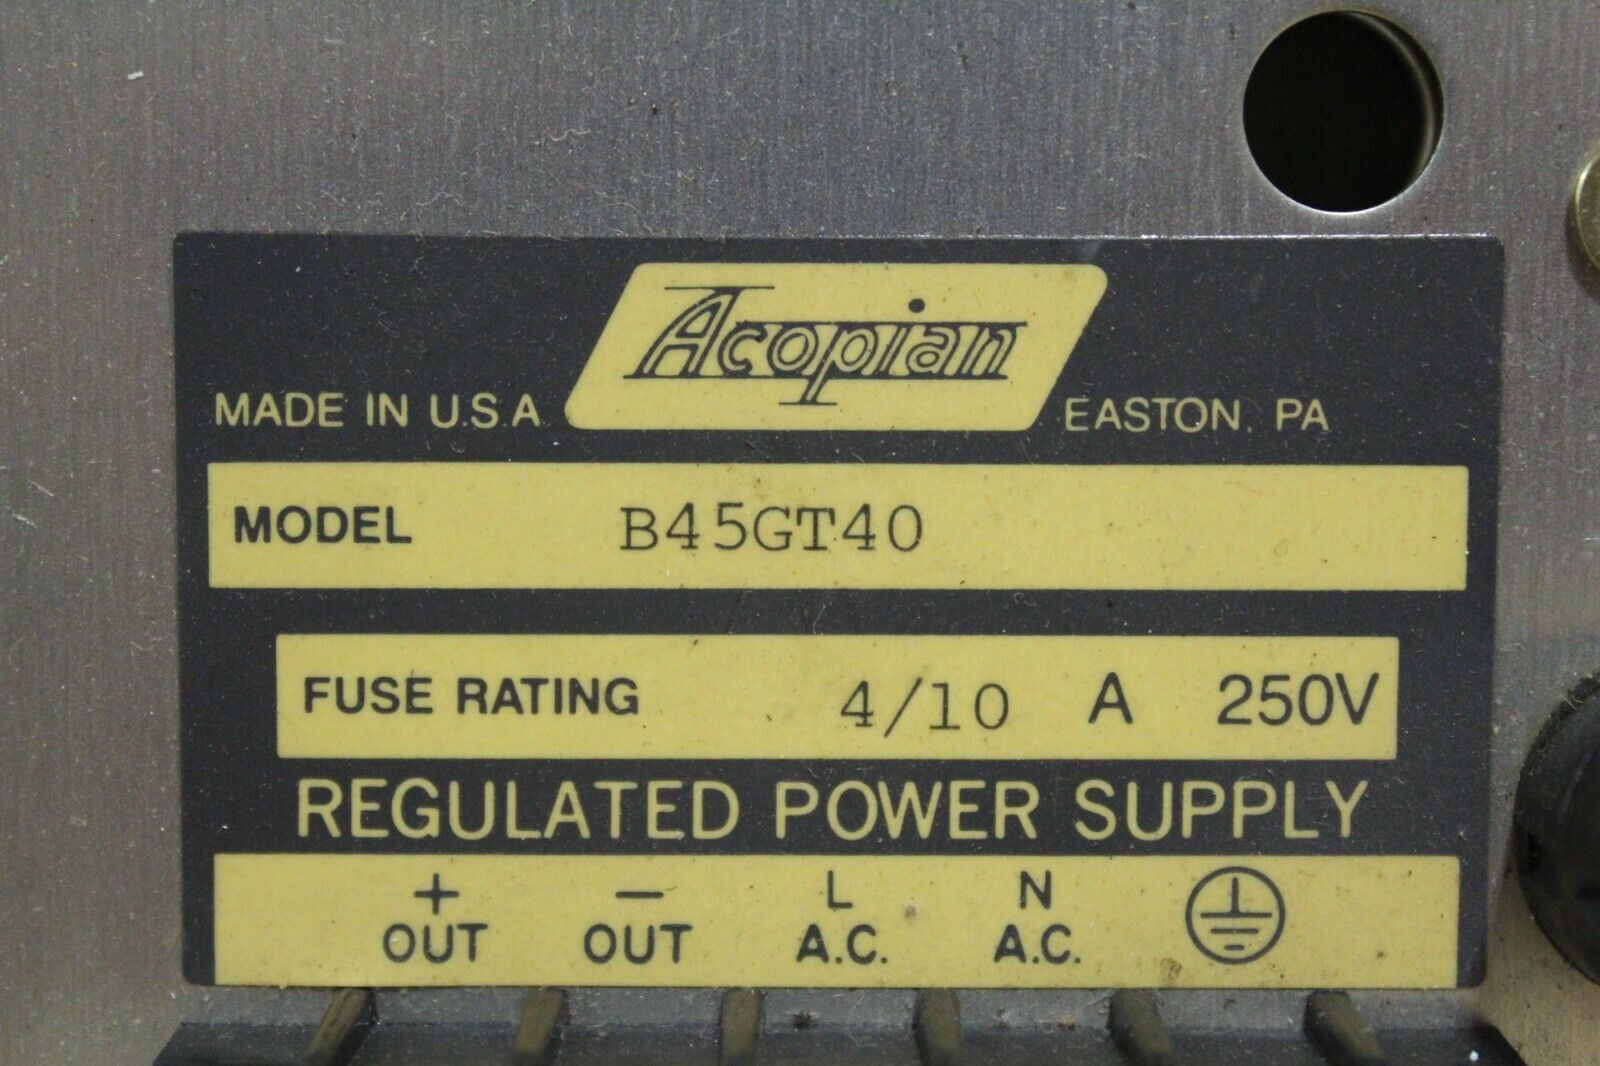 Acopian
MADE IN U.S.A EASTON, PA
MODEL B45GT40
FUSE RATING 4/10 A 250V
REGULATED POWER SUPPLY
+ − L N
OUT OUT A.C. A.C.